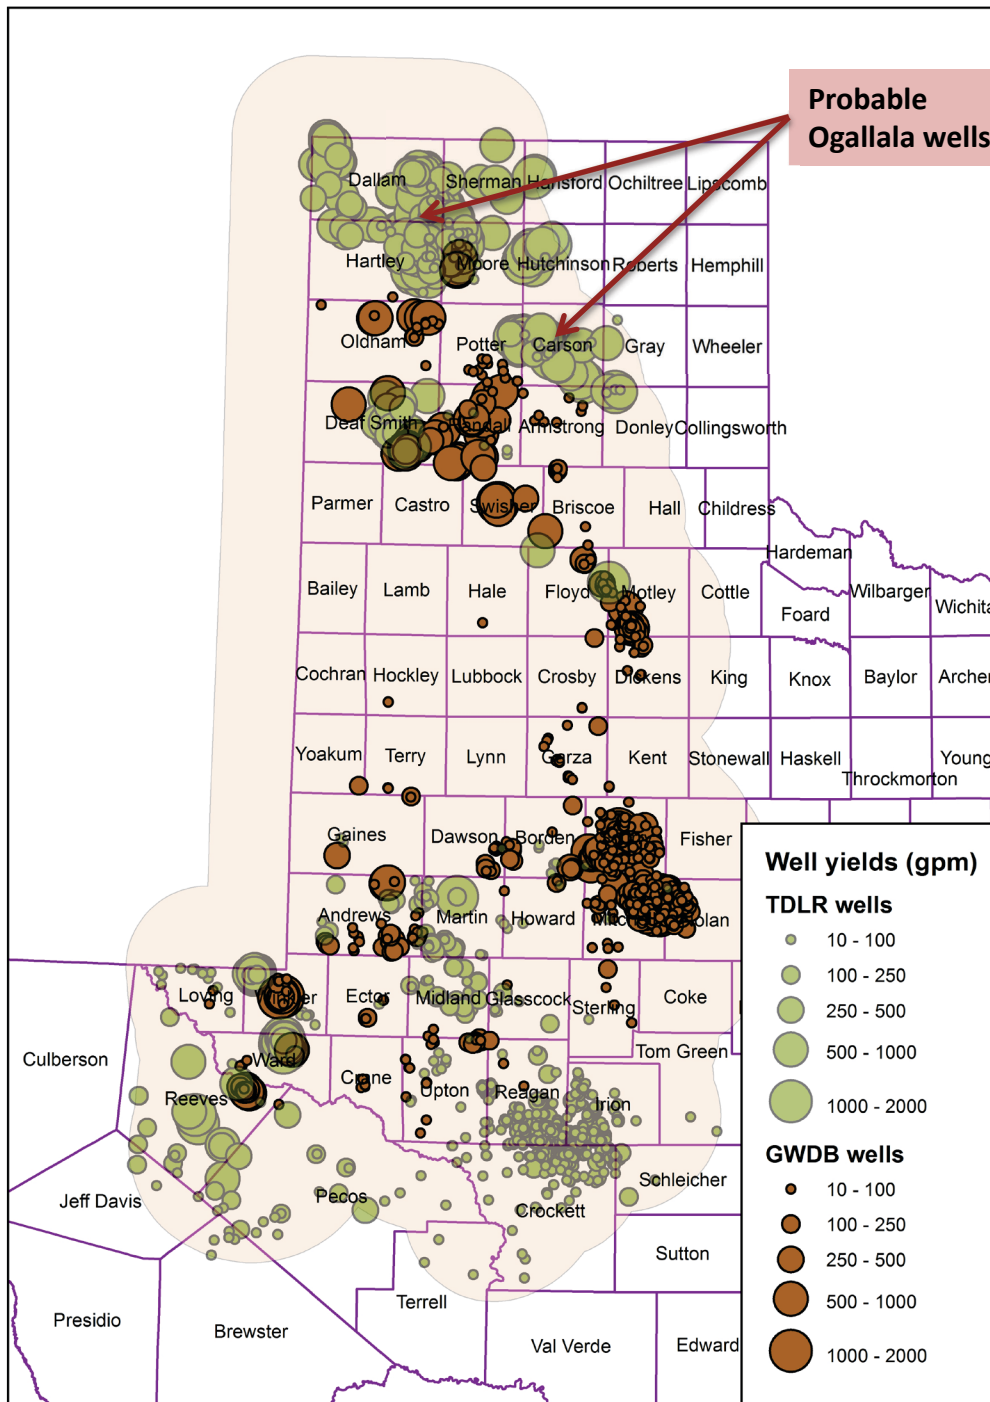 Probable
Ogallala wells
Dallam
Sherman
Hansford
Ochiltree
Lipscomb
Hartley
Moore
Hutchinson
Roberts
Hemphill
Oldham
Potter
Carson
Gray
Wheeler
Deaf Smith
Randall
Armstrong
Donley
Collingsworth
Parmer
Castro
Swisher
Briscoe
Hall
Childress
Hardeman
Bailey
Lamb
Hale
Floyd
Motley
Cottle
Foard
Wilbarger
Wichita
Cochran
Hockley
Lubbock
Crosby
Dickens
King
Knox
Baylor
Archer
Yoakum
Terry
Lynn
Garza
Kent
Stonewall
Haskell
Throckmorton
Young
Gaines
Dawson
Borden
Fisher
Andrews
Martin
Howard
Mitch
olan
Loving
Winkler
Ector
Midland
Glasscock
Sterling
Coke
Culberson
Ward
Crane
Upton
Reagan
Irion
Tom Green
Reeves
Jeff Davis
Pecos
Crockett
Schleicher
Sutton
Presidio
Brewster
Terrell
Val Verde
Edward
Well yields (gpm)
TDLR wells
10 - 100
100 - 250
250 - 500
500 - 1000
1000 - 2000
GWDB wells
10 - 100
100 - 250
250 - 500
500 - 1000
1000 - 2000